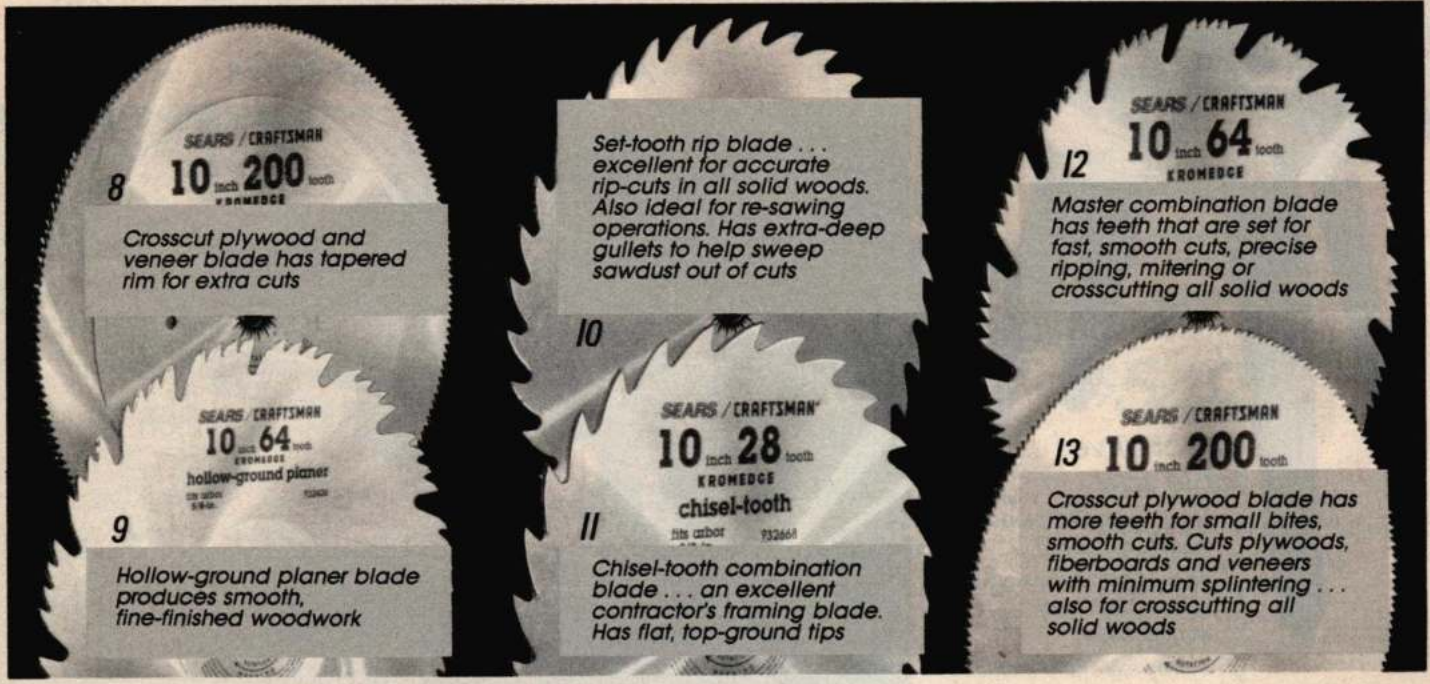 SEARS / CRAFTSMAN
10 inch 200 tooth
KROMEDGE
8
Crosscut plywood and
veneer blade has tapered
rim for extra cuts
SEARS / CRAFTSMAN
10 inch 64 tooth
KROMEDGE
hollow-ground planer
fits arbor
5/8-in.
9
Hollow-ground planer blade
produces smooth,
fine-finished woodwork
Set-tooth rip blade . . .
excellent for accurate
rip-cuts in all solid woods.
Also ideal for re-sawing
operations. Has extra-deep
gullets to help sweep
sawdust out of cuts
10
SEARS / CRAFTSMAN
10 inch 28 tooth
KROMEDGE
chisel-tooth
fits arbor 932668
11
Chisel-tooth combination
blade . . . an excellent
contractor's framing blade.
Has flat, top-ground tips
SEARS / CRAFTSMAN
10 inch 64 tooth
KROMEDGE
12
Master combination blade
has teeth that are set for
fast, smooth cuts, precise
ripping, mitering or
crosscutting all solid woods
SEARS / CRAFTSMAN
13
10 inch 200 tooth
Crosscut plywood blade has
more teeth for small bites,
smooth cuts. Cuts plywoods,
fiberboards and veneers
with minimum splintering . . .
also for crosscutting all
solid woods